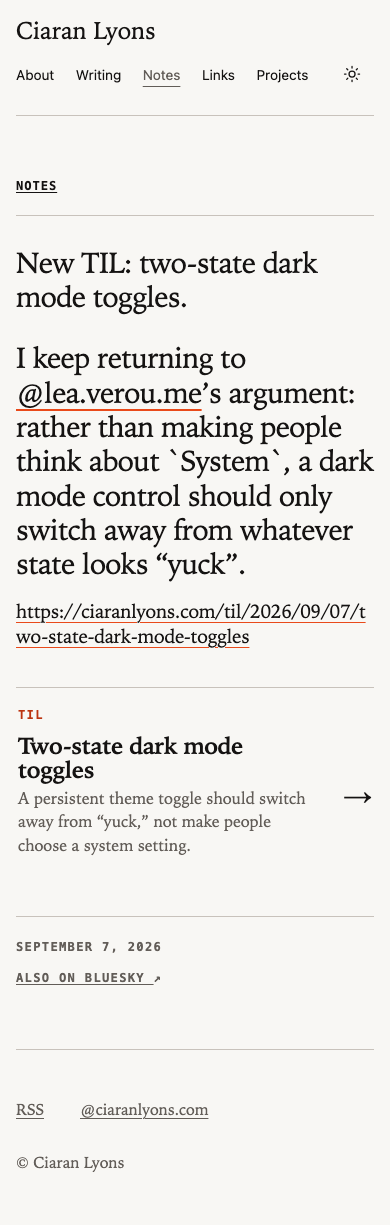 Ciaran Lyons
About Writing Notes Links Projects
NOTES
New TIL: two-state dark
mode toggles.
I keep returning to
@lea.verou.me’s argument:
rather than making people
think about `System`, a dark
mode control should only
switch away from whatever
state looks “yuck”.
https://ciaranlyons.com/til/2026/09/07/t
wo-state-dark-mode-toggles
TIL
Two-state dark mode
toggles
A persistent theme toggle should switch
away from “yuck,” not make people
choose a system setting.
→
SEPTEMBER 7, 2026
ALSO ON BLUESKY ↗
RSS @ciaranlyons.com
© Ciaran Lyons